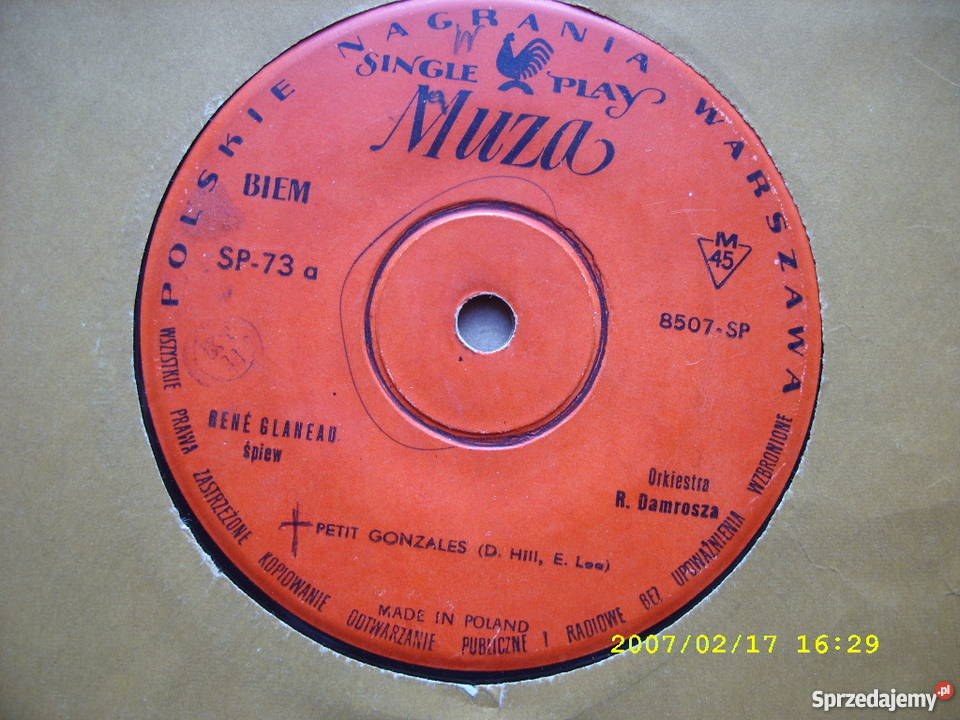 POLSKIE NAGRANIA WARSZAWA
SINGLE PLAY
Muza
BIEM
SP-73 a
M
45
8507-SP
RENÉ GLANEAU
śpiew
Orkiestra
R. Damrosza
PETIT GONZALES (D. Hill, E. Lee)
MADE IN POLAND
WSZYSTKIE PRAWA ZASTRZEŻONE KOPIOWANIE ODTWARZANIE PUBLICZNE I RADIOWE BEZ UPOWAŻNIENIA WZBRONIONE
2007/02/17 16:29
Sprzedajemy.pl